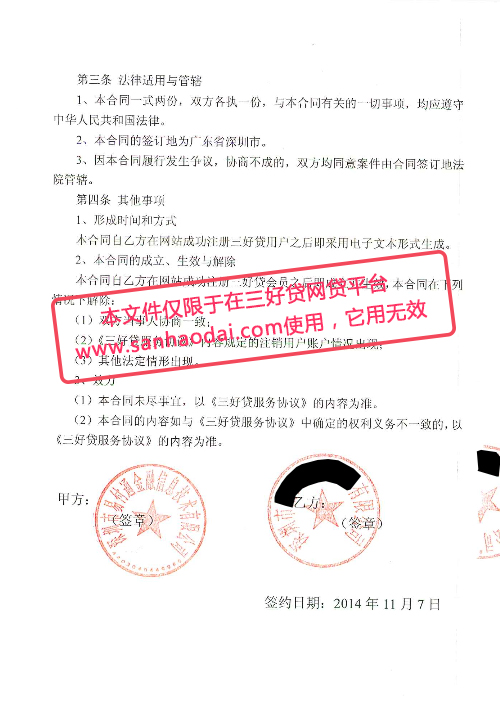 第三条 法律适用与管辖
1、本合同一式两份，双方各执一份，与本合同有关的一切事项，均应遵守
中华人民共和国法律。
2、本合同的签订地为广东省深圳市。
3、因本合同履行发生争议，协商不成的，双方均同意案件由合同签订地法
院管辖。
第四条 其他事项
1、形成时间和方式
本合同自乙方在网站成功注册三好贷用户之后即采用电子文本形式生成。
2、本合同的成立、生效与解除
本合同自乙方在网站成功注册三好贷会员之后即成立，本合同在下列
情况下解除：
本文件仅限于在三好贷网贷平台
www.sanhaodai.com使用，它用无效
（1）双方当事人协商一致；
（2）《三好贷服务协议》内容规定的注销用户账户情况出现；
（3）其他法定情形出现。
3、效力
（1）本合同未尽事宜，以《三好贷服务协议》的内容为准。
（2）本合同的内容如与《三好贷服务协议》中确定的权利义务不一致的，以
《三好贷服务协议》的内容为准。
甲方：
（签章）
乙方：
（签章）
有限公司
签约日期：2014 年 11 月 7 日